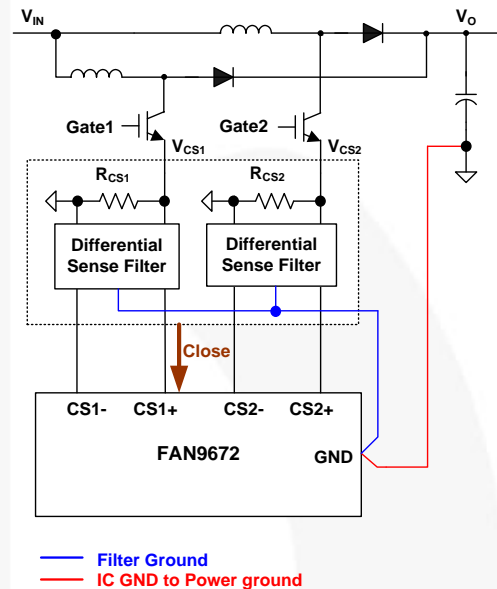 VIN
VO
Gate1
Gate2
VCS1
VCS2
RCS1
RCS2
Differential
Sense Filter
Differential
Sense Filter
Close
CS1- CS1+ CS2- CS2+
FAN9672
GND
Filter Ground
IC GND to Power ground